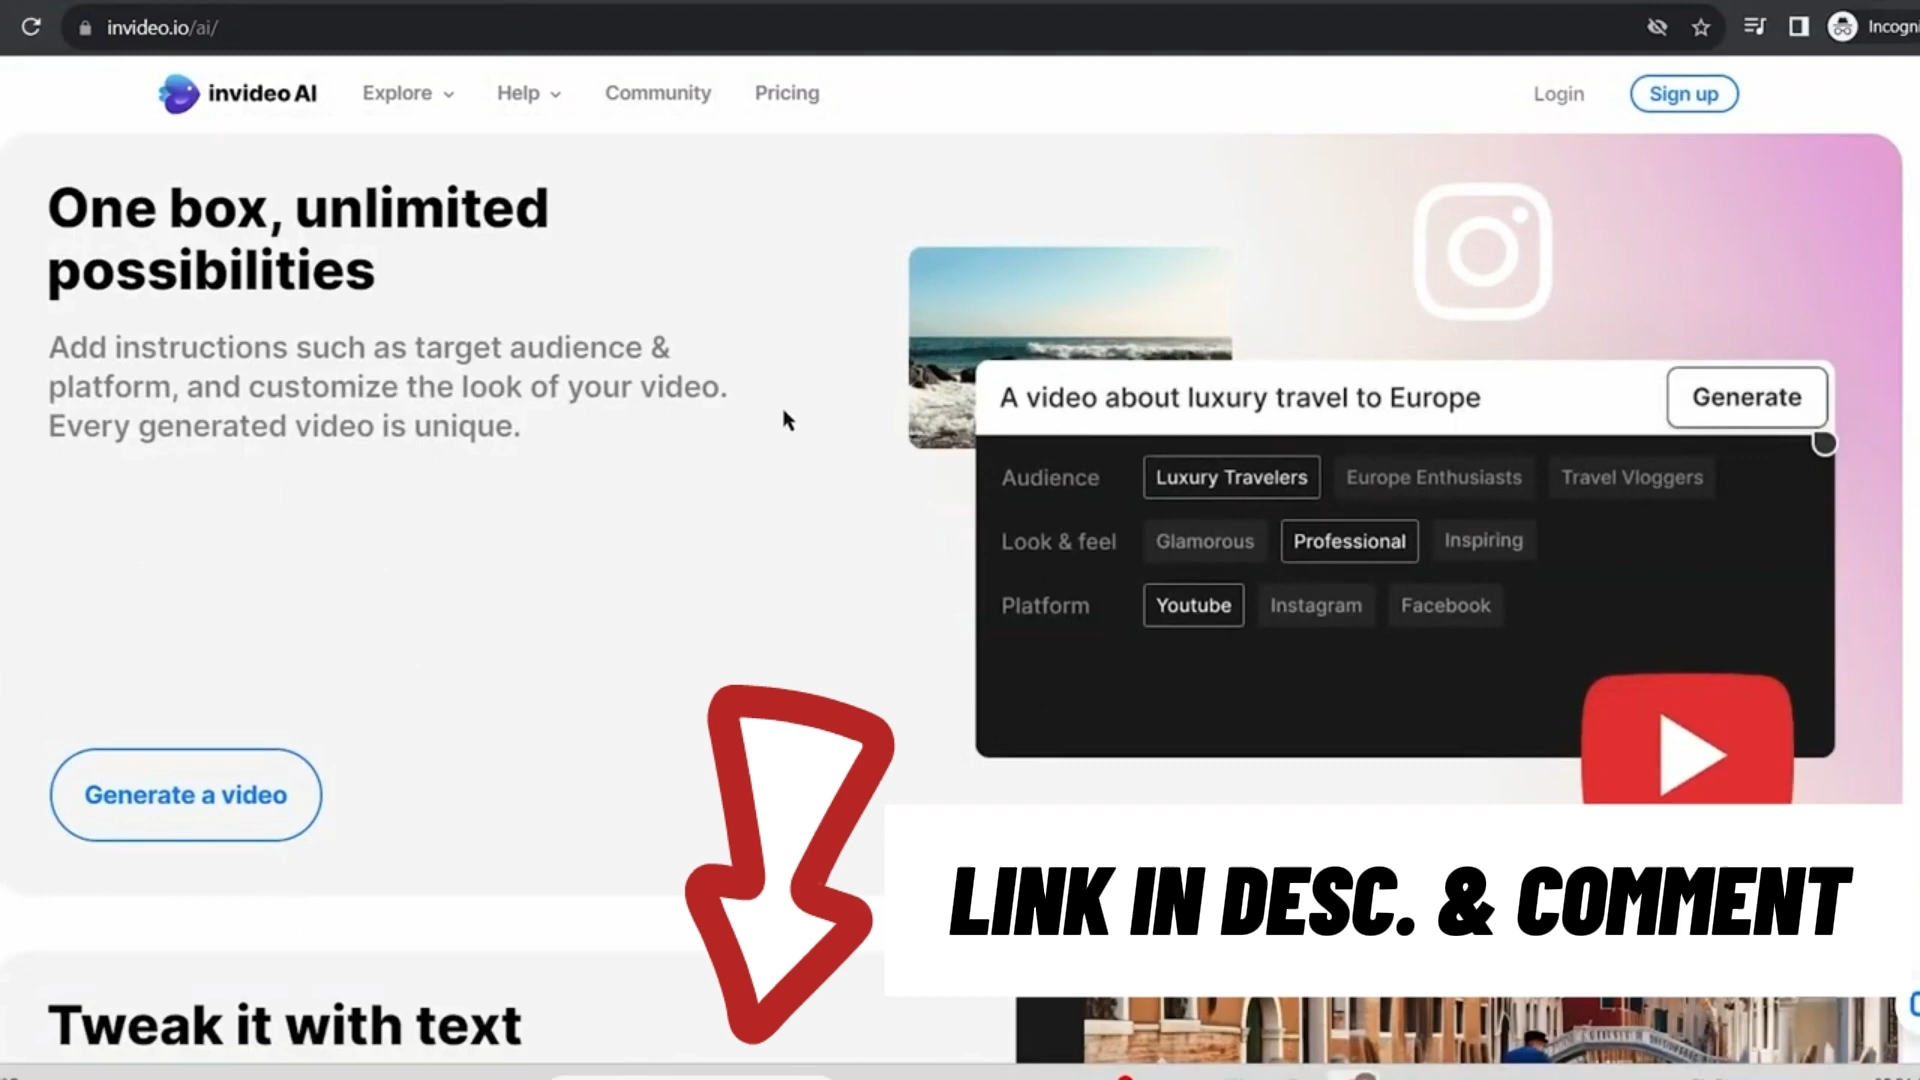 invideo.io/ai/
Incogni
invideo AI
Explore
Help
Community
Pricing
Login
Sign up
One box, unlimited
possibilities
Add instructions such as target audience &
platform, and customize the look of your video.
Every generated video is unique.
A video about luxury travel to Europe
Generate
Audience Luxury Travelers Europe Enthusiasts Travel Vloggers
Look & feel Glamorous Professional Inspiring
Platform Youtube Instagram Facebook
Generate a video
LINK IN DESC. & COMMENT
Tweak it with text